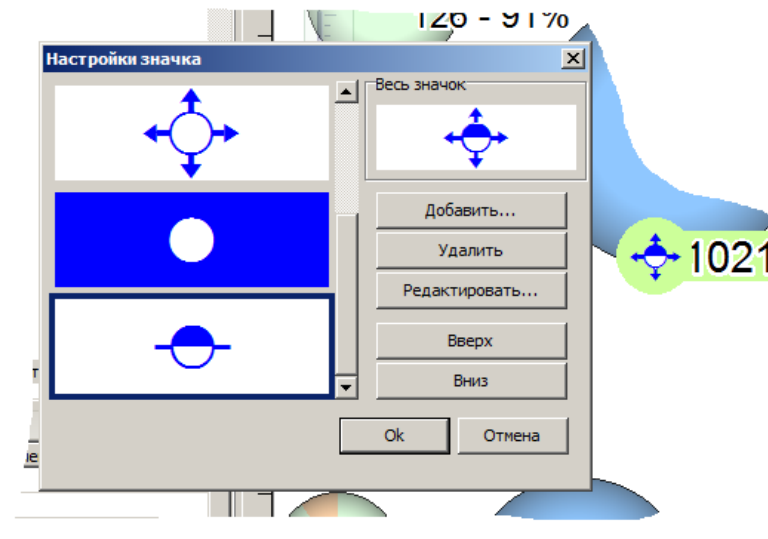 126 - 91%
Настройки значка
Весь значок
Добавить...
Удалить
1021
Редактировать...
Вверх
Вниз
Ok
Отмена